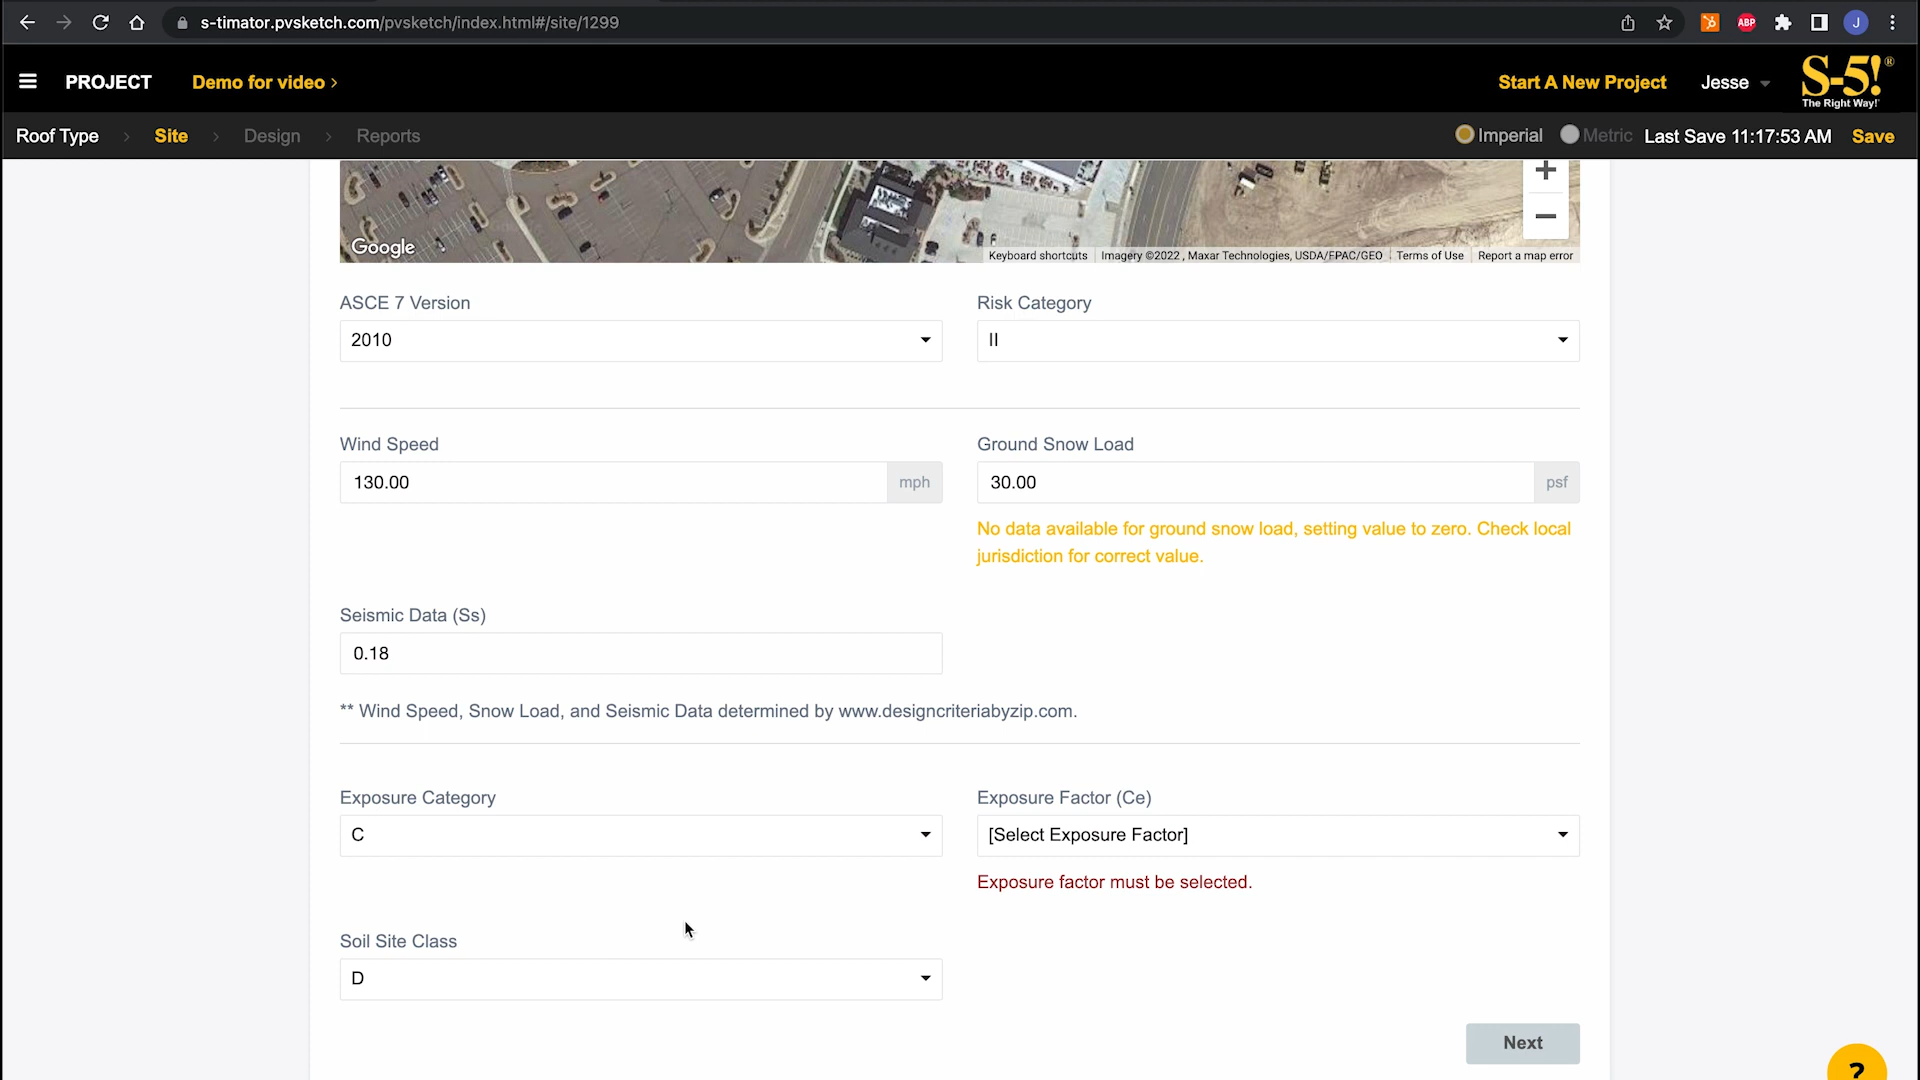 s-timator.pvsketch.com/pvsketch/index.html#/site/1299
ABP
J
PROJECT
Demo for video ›
Start A New Project
Jesse
S-5!®
The Right Way!®
Roof Type › Site › Design › Reports
Imperial
Metric
Last Save 11:17:53 AM
Save
+
−
Google
Keyboard shortcuts
Imagery ©2022 , Maxar Technologies, USDA/FPAC/GEO
Terms of Use
Report a map error
ASCE 7 Version
Risk Category
2010
II
Wind Speed
Ground Snow Load
130.00 mph
30.00 psf
No data available for ground snow load, setting value to zero. Check local
jurisdiction for correct value.
Seismic Data (Ss)
0.18
** Wind Speed, Snow Load, and Seismic Data determined by www.designcriteriabyzip.com.
Exposure Category
Exposure Factor (Ce)
C
[Select Exposure Factor]
Exposure factor must be selected.
Soil Site Class
D
Next
?